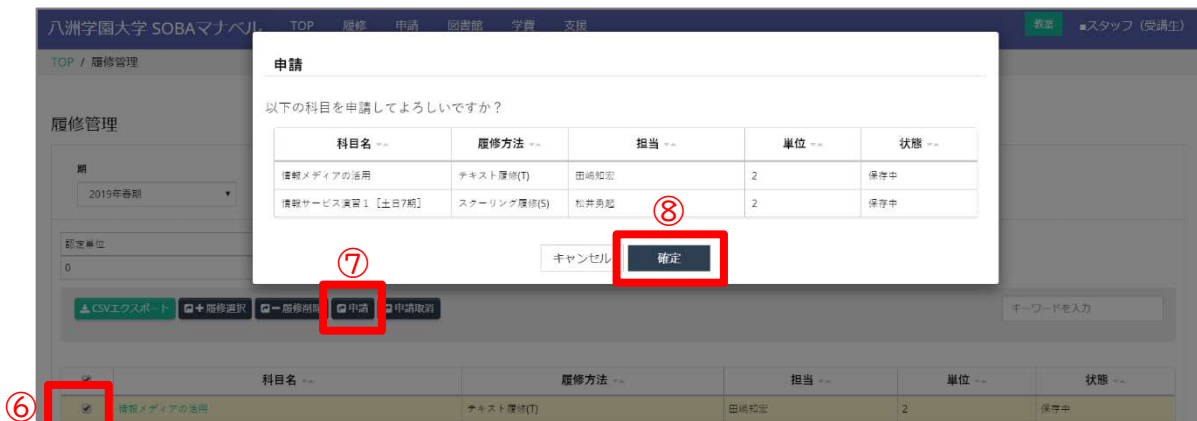 八洲学園大学 SOBAマナベル TOP 履修 申請 図書館 学費 支援 教室 ■スタッフ（受講生）
TOP / 履修管理
申請
以下の科目を申請してよろしいですか？
履修管理
科目名 履修方法 担当 単位 状態
期
情報メディアの活用 テキスト履修(T) 田嶋知宏 2 保存中
2019年春期
情報サービス演習１［土日7期］ スクーリング履修(S) 松井勇起 2 保存中
⑧
認定単位
キャンセル 確定
0
⑦
CSVエクスポート 履修選択 履修削除 申請 申請取消 キーワードを入力
科目名 履修方法 担当 単位 状態
⑥
情報メディアの活用 テキスト履修(T) 田嶋知宏 2 保存中